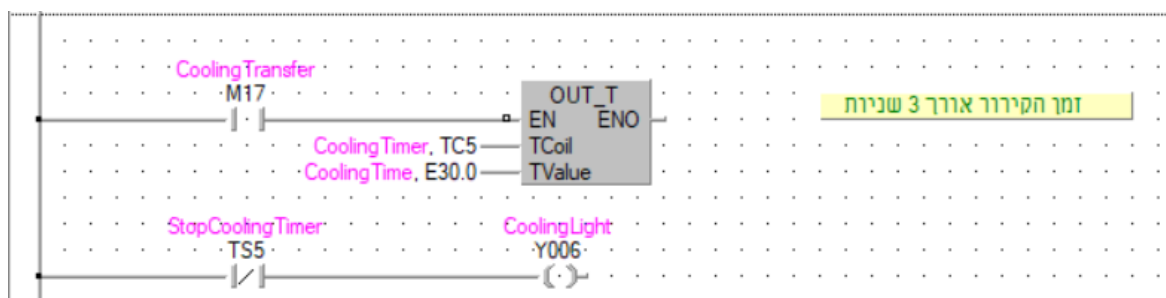 CoolingTransfer
M17
OUT_T
EN ENO
CoolingTimer, TC5 TCoil
CoolingTime, E30.0 TValue
זמן הקירור אורך 3 שניות
StopCoolingTimer
TS5
CoolingLight
Y006